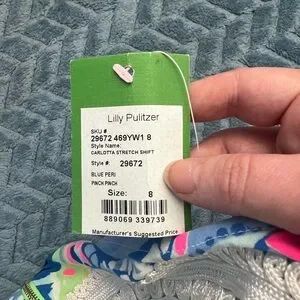 Lilly Pulitzer
SKU #
29672 469YW1 8
Style Name:
CARLOTTA STRETCH SHIFT
Style #: 29672
BLUE PERI
PINCH PINCH
Size: 8
889069 339739
Manufacturer's Suggested Price